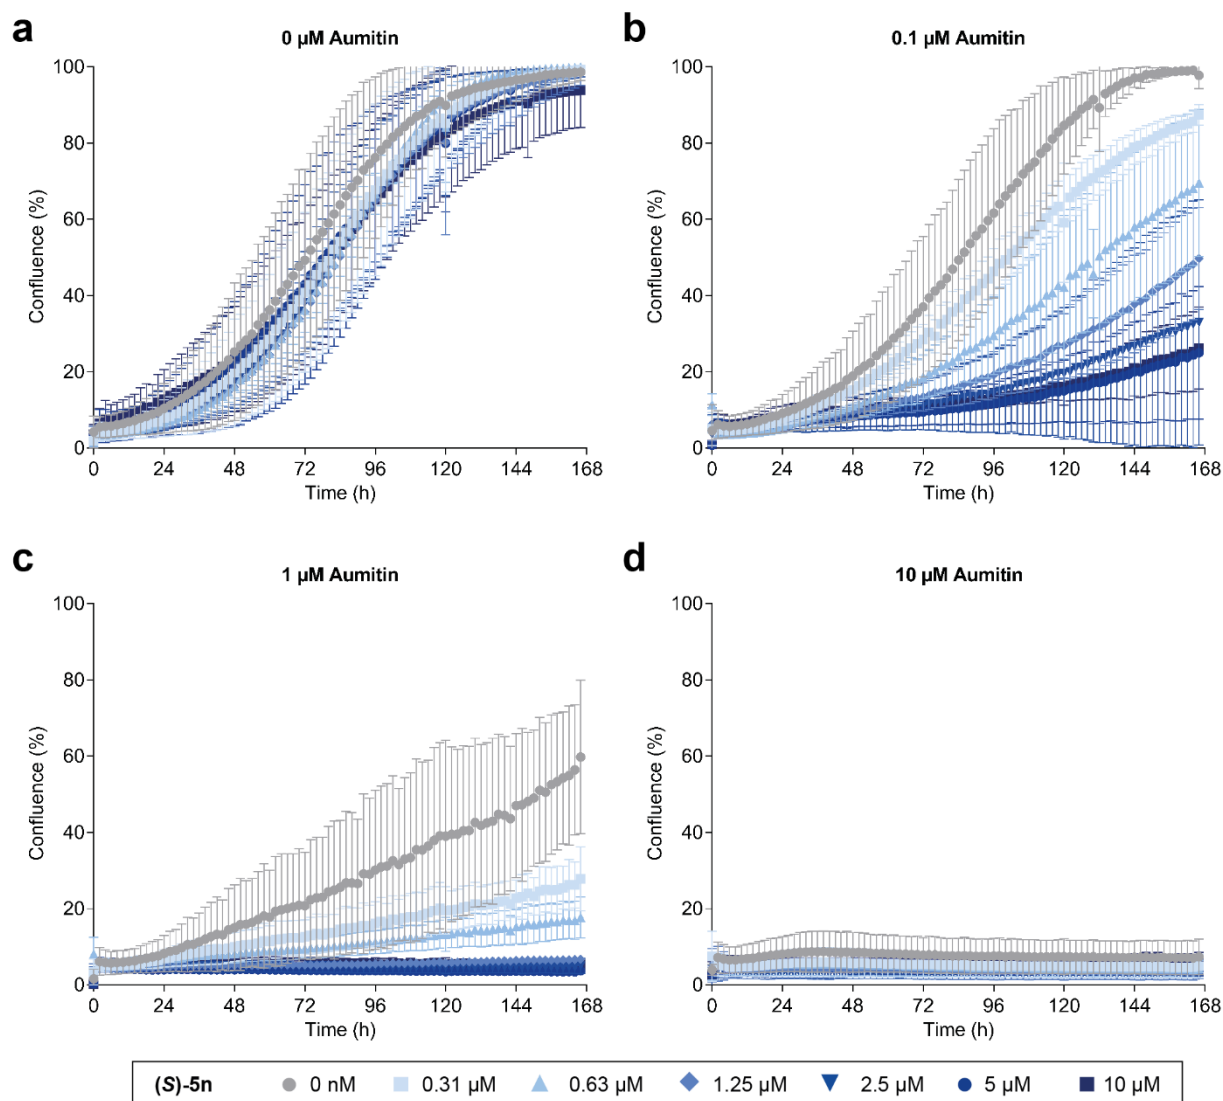 a
0 µM Aumitin
Confluence (%)
100
80
60
40
20
0
0 24 48 72 96 120 144 168
Time (h)
b
0.1 µM Aumitin
Confluence (%)
100
80
60
40
20
0
0 24 48 72 96 120 144 168
Time (h)
c
1 µM Aumitin
Confluence (%)
100
80
60
40
20
0
0 24 48 72 96 120 144 168
Time (h)
d
10 µM Aumitin
Confluence (%)
100
80
60
40
20
0
0 24 48 72 96 120 144 168
Time (h)
(S)-5n 0 nM 0.31 µM 0.63 µM 1.25 µM 2.5 µM 5 µM 10 µM